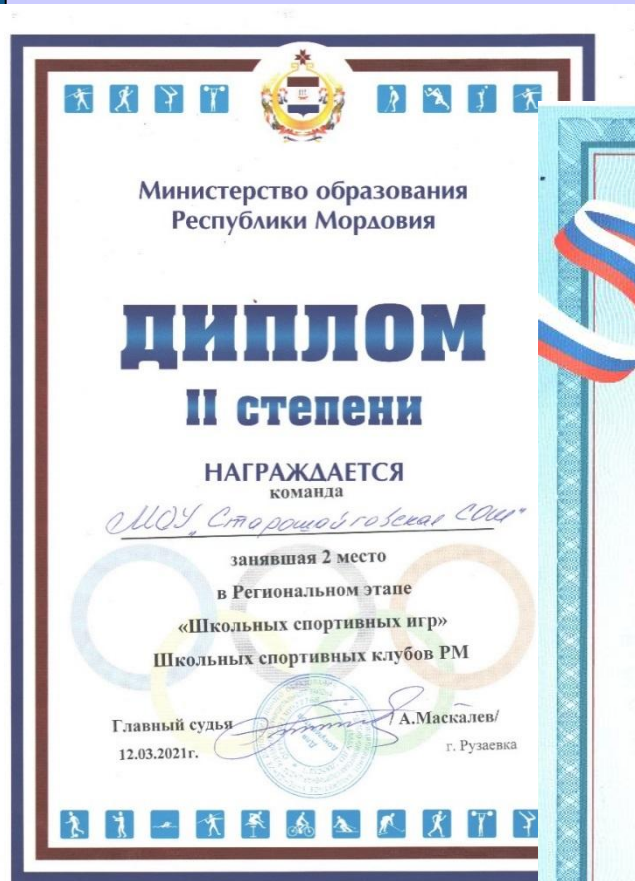 Министерство образования
Республики Мордовия
ДИПЛОМ
II степени
НАГРАЖДАЕТСЯ
команда
МОУ „Старошайговская СОШ"
занявшая 2 место
в Региональном этапе
«Школьных спортивных игр»
Школьных спортивных клубов РМ
Главный судья /А.Маскалев/
12.03.2021г. г. Рузаевка